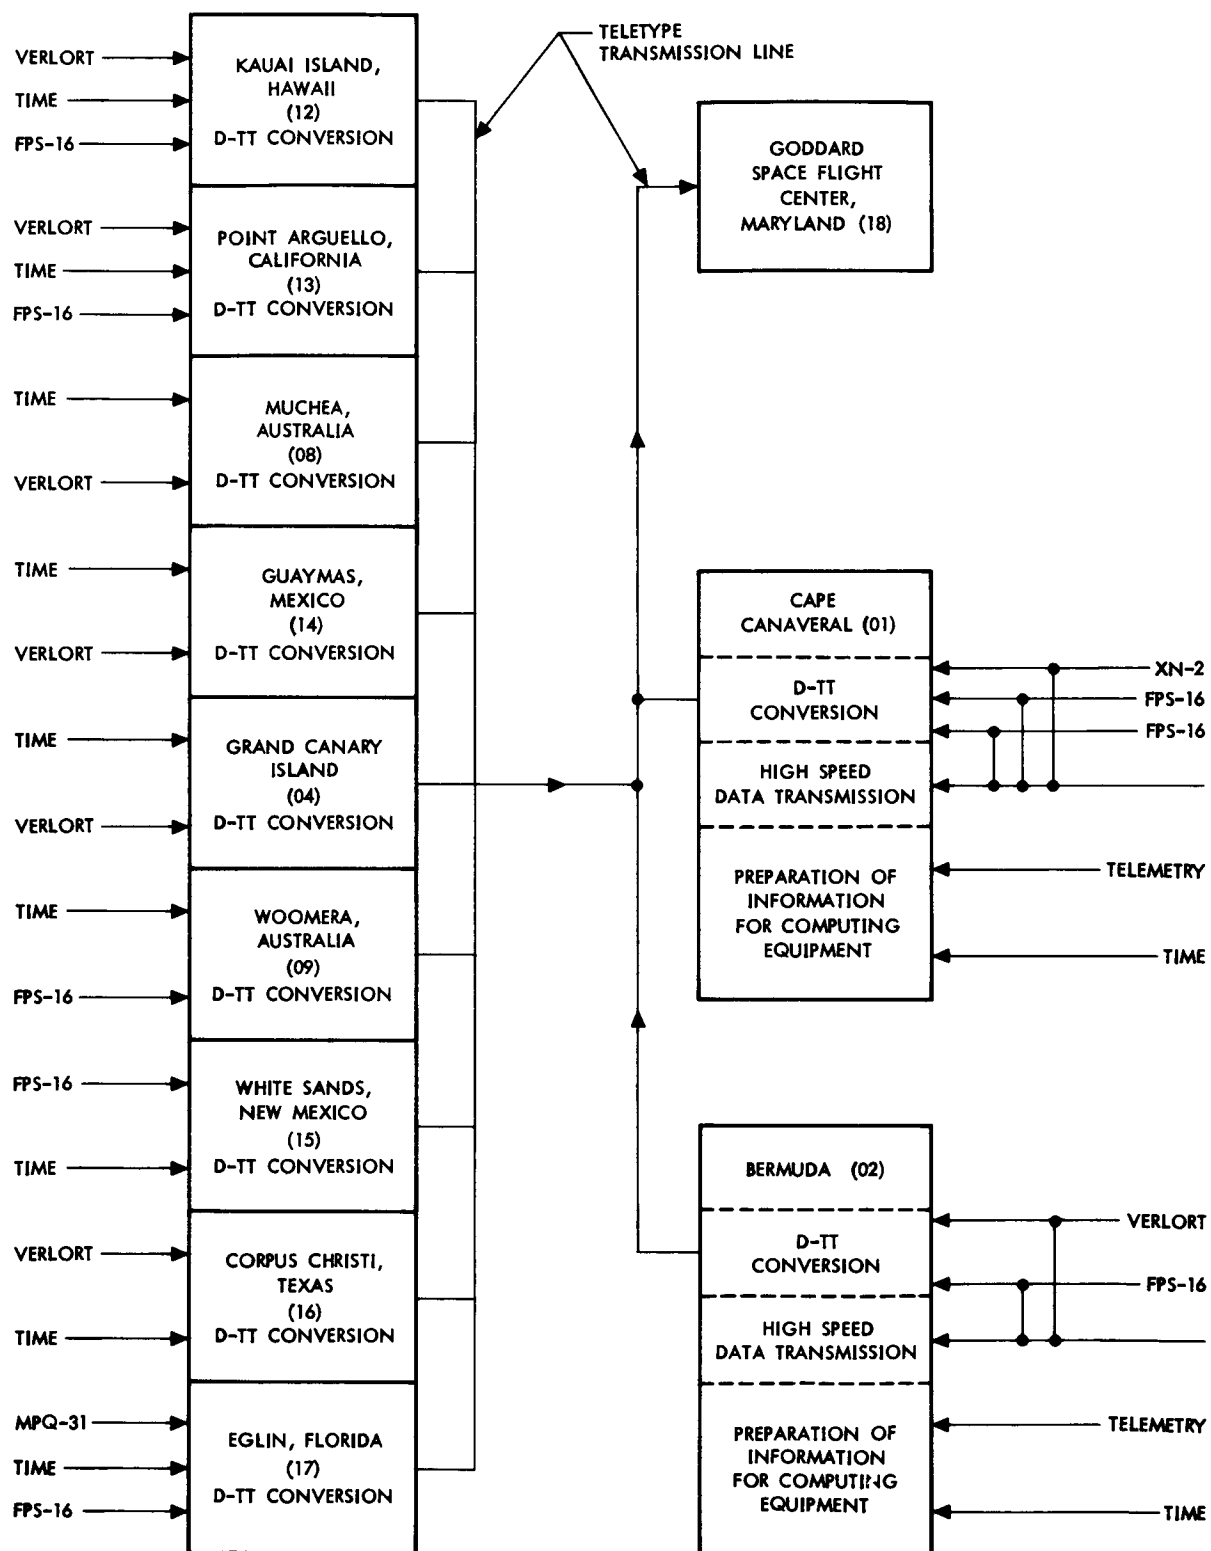 VERLORT
TIME
FPS-16
KAUAI ISLAND,
HAWAII
(12)
D-TT CONVERSION
VERLORT
TIME
FPS-16
POINT ARGUELLO,
CALIFORNIA
(13)
D-TT CONVERSION
TIME
VERLORT
MUCHEA,
AUSTRALIA
(08)
D-TT CONVERSION
TIME
VERLORT
GUAYMAS,
MEXICO
(14)
D-TT CONVERSION
TIME
VERLORT
GRAND CANARY
ISLAND
(04)
D-TT CONVERSION
TIME
FPS-16
WOOMERA,
AUSTRALIA
(09)
D-TT CONVERSION
FPS-16
TIME
WHITE SANDS,
NEW MEXICO
(15)
D-TT CONVERSION
VERLORT
TIME
CORPUS CHRISTI,
TEXAS
(16)
D-TT CONVERSION
MPQ-31
TIME
FPS-16
EGLIN, FLORIDA
(17)
D-TT CONVERSION
TELETYPE
TRANSMISSION LINE
GODDARD
SPACE FLIGHT
CENTER,
MARYLAND (18)
CAPE
CANAVERAL (01)
D-TT
CONVERSION
HIGH SPEED
DATA TRANSMISSION
PREPARATION OF
INFORMATION
FOR COMPUTING
EQUIPMENT
XN-2
FPS-16
FPS-16
TELEMETRY
TIME
BERMUDA (02)
D-TT
CONVERSION
HIGH SPEED
DATA TRANSMISSION
PREPARATION OF
INFORMATION
FOR COMPUTING
EQUIPMENT
VERLORT
FPS-16
TELEMETRY
TIME